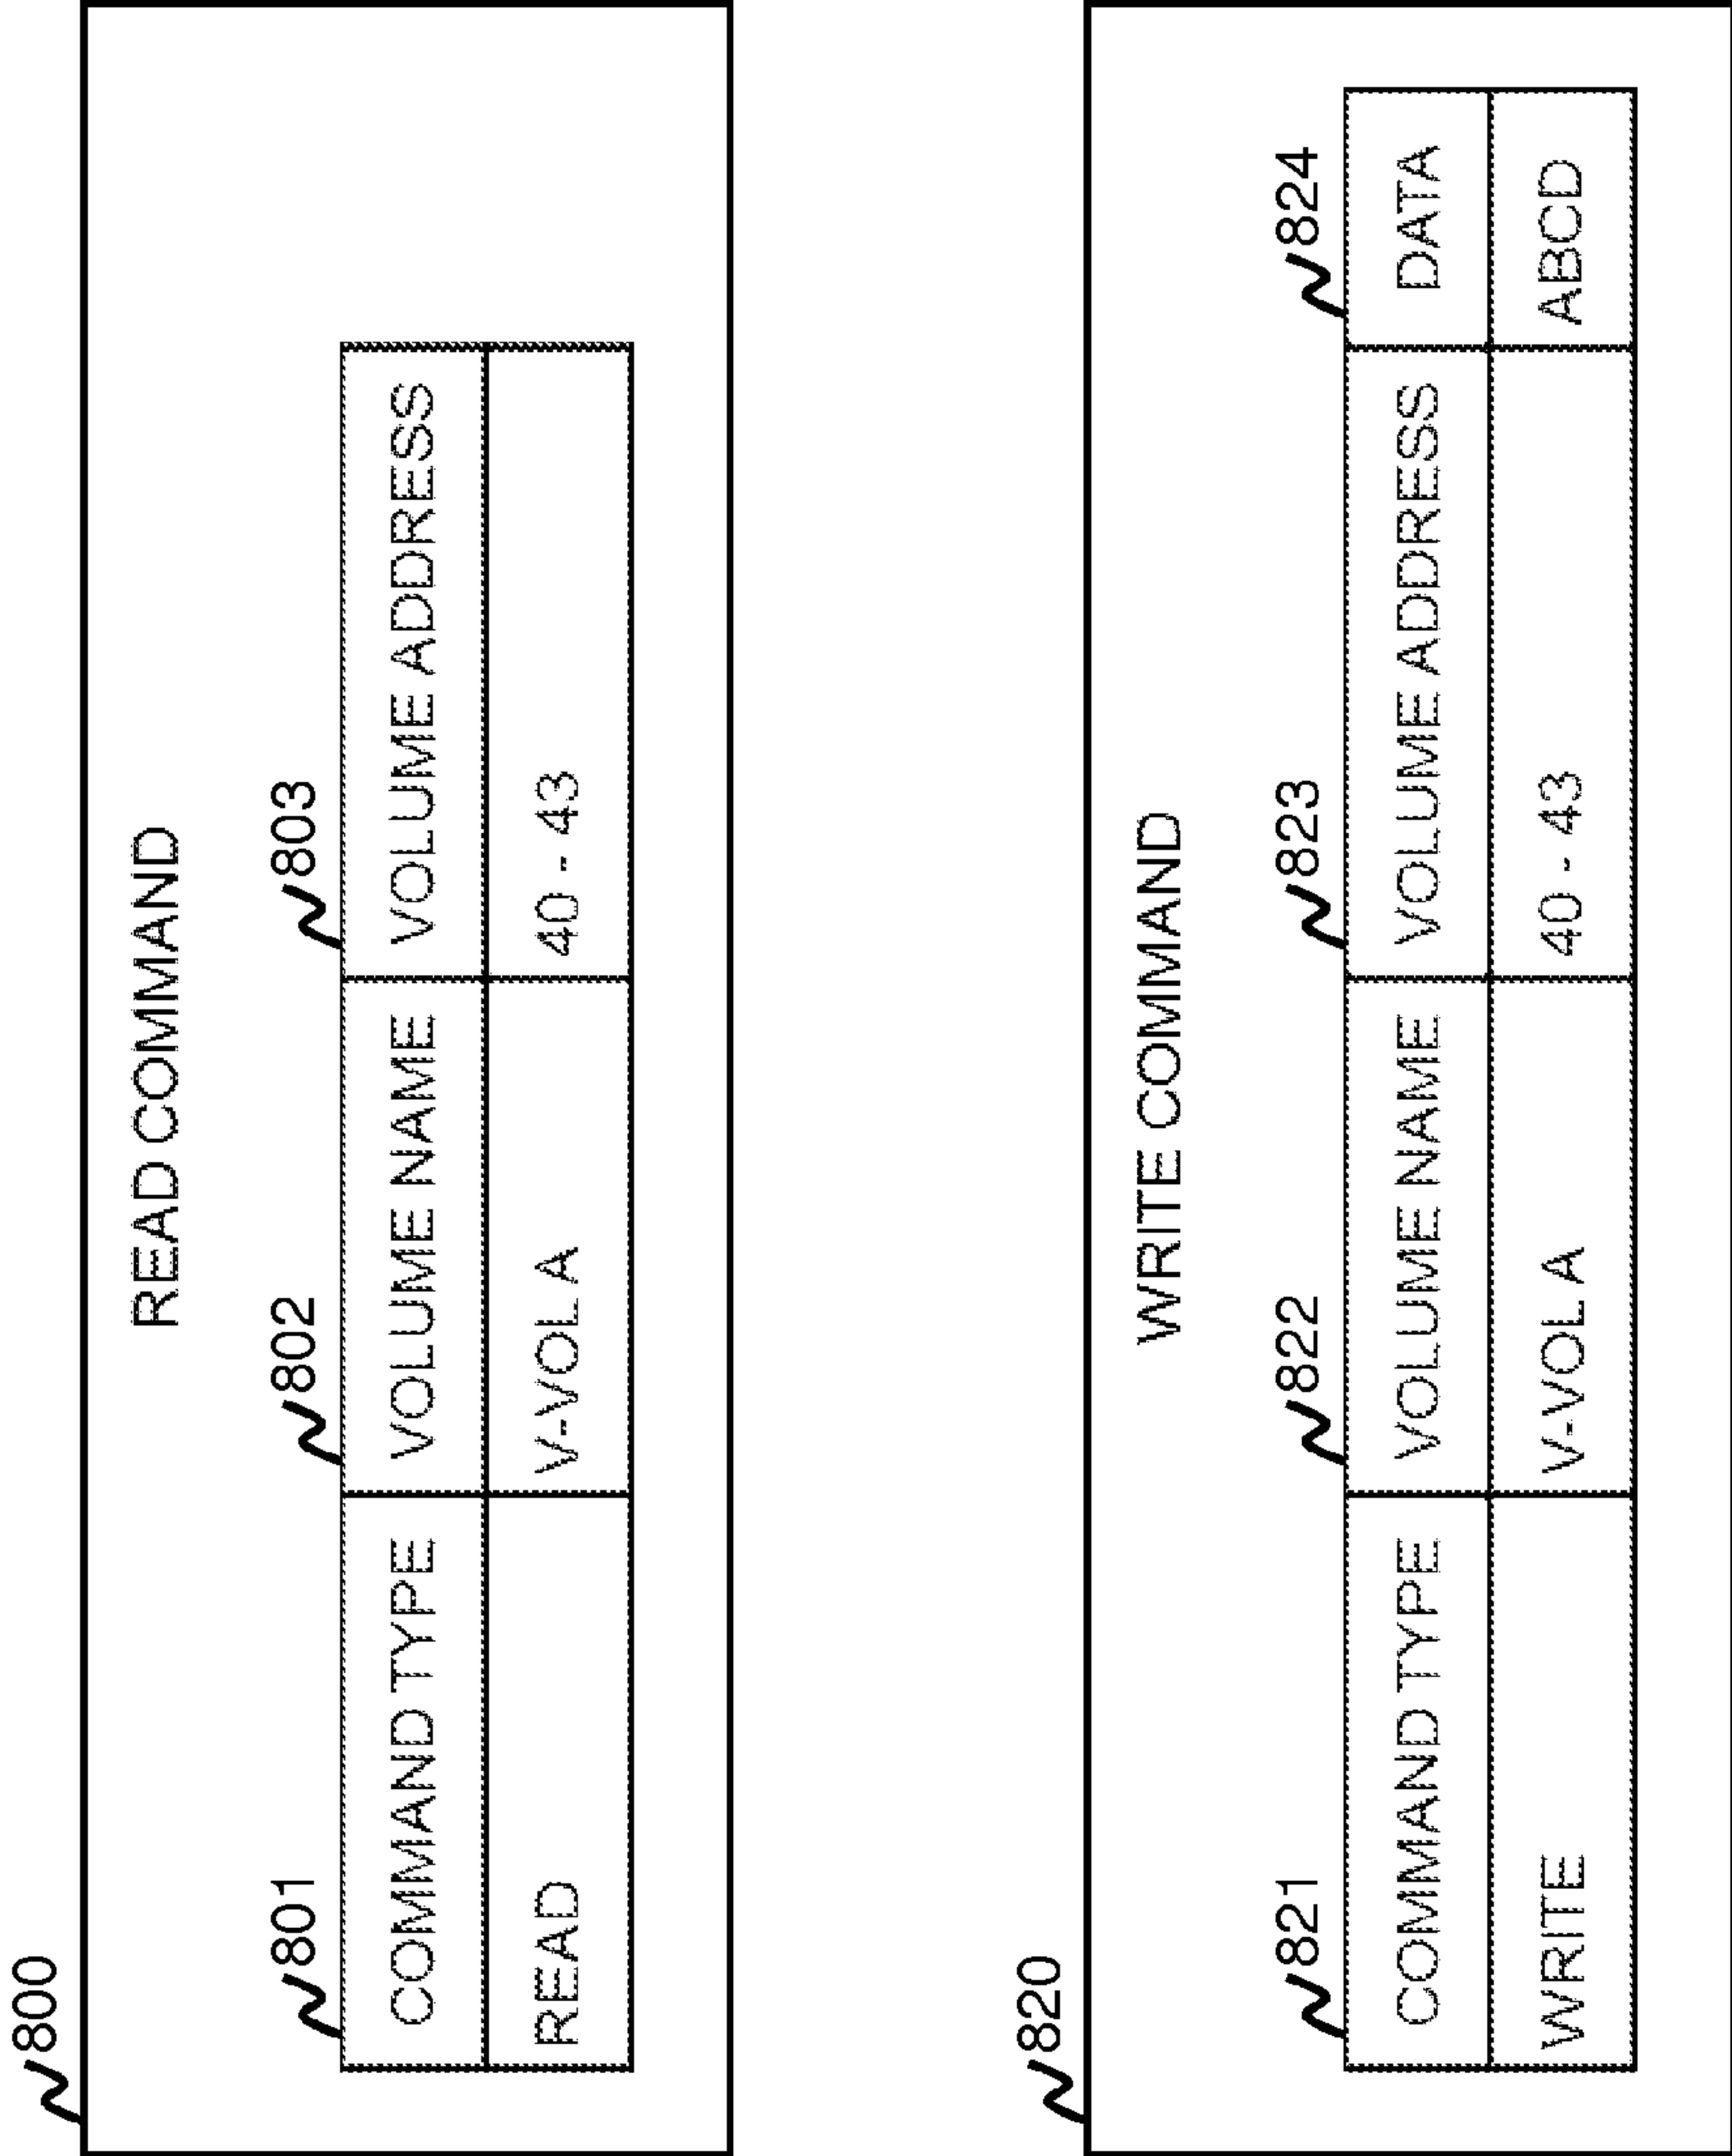 800
READ COMMAND
801 802 803
COMMAND TYPE VOLUME NAME VOLUME ADDRESS
READ V-VOL A 40 - 43
820
WRITE COMMAND
821 822 823 824
COMMAND TYPE VOLUME NAME VOLUME ADDRESS DATA
WRITE V-VOL A 40 - 43 ABCD